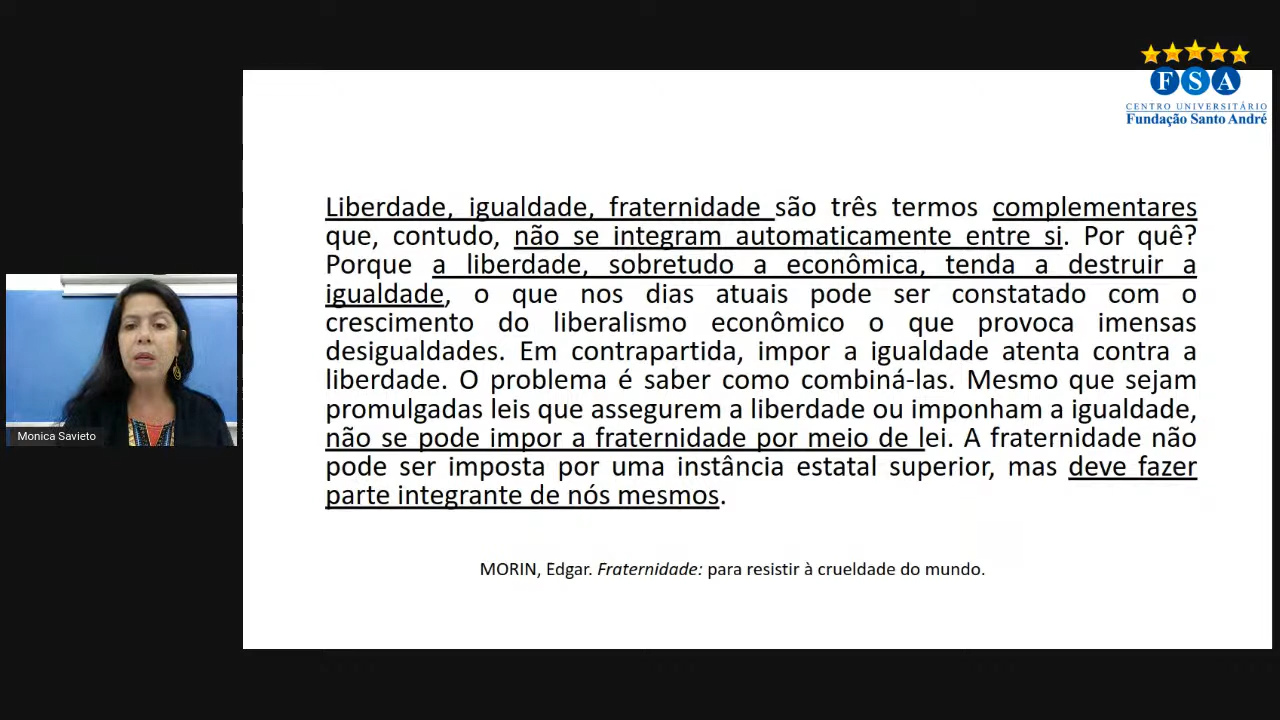 F S A
CENTRO UNIVERSITÁRIO
Fundação Santo André
Liberdade, igualdade, fraternidade são três termos complementares
que, contudo, não se integram automaticamente entre si. Por quê?
Porque a liberdade, sobretudo a econômica, tenda a destruir a
igualdade, o que nos dias atuais pode ser constatado com o
crescimento do liberalismo econômico o que provoca imensas
desigualdades. Em contrapartida, impor a igualdade atenta contra a
liberdade. O problema é saber como combiná-las. Mesmo que sejam
promulgadas leis que assegurem a liberdade ou imponham a igualdade,
não se pode impor a fraternidade por meio de lei. A fraternidade não
pode ser imposta por uma instância estatal superior, mas deve fazer
parte integrante de nós mesmos.
MORIN, Edgar. Fraternidade: para resistir à crueldade do mundo.
Monica Savieto